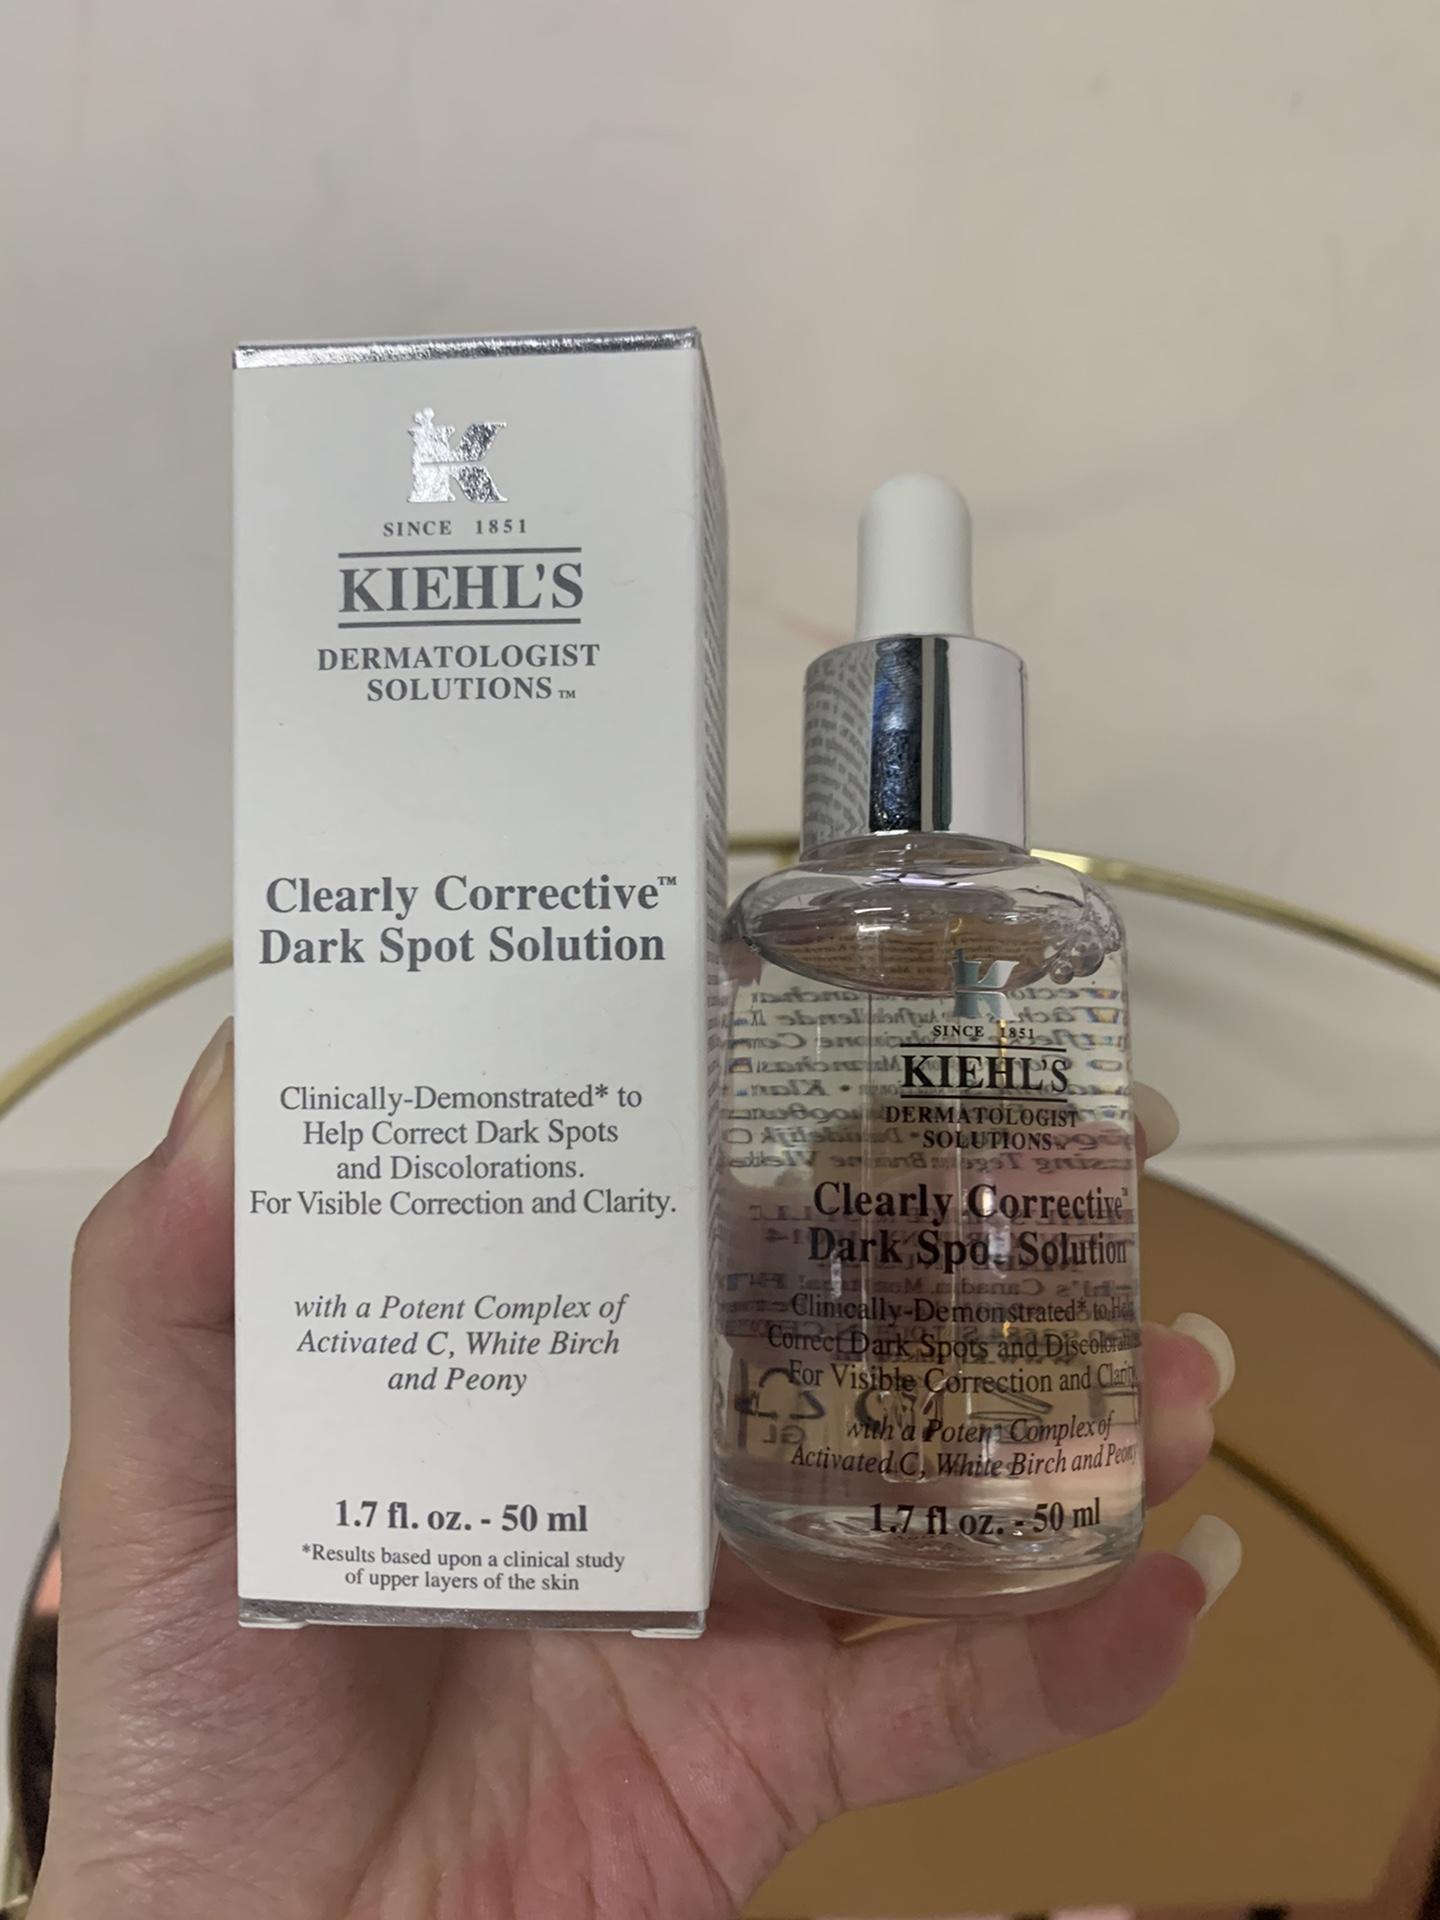 SINCE 1851
KIEHL'S
DERMATOLOGIST
SOLUTIONS™
Clearly Corrective™
Dark Spot Solution
Clinically-Demonstrated* to
Help Correct Dark Spots
and Discolorations.
For Visible Correction and Clarity.
with a Potent Complex of
Activated C, White Birch
and Peony
1.7 fl. oz. - 50 ml
*Results based upon a clinical study
of upper layers of the skin
SINCE 1851
KIEHL'S
DERMATOLOGIST
SOLUTIONS™
Clearly Corrective™
Dark Spot Solution
Clinically-Demonstrated* to Help
Correct Dark Spots and
For Visible Correction and Clarity
with a Potent Complex of
Activated C, White Birch and Peony
1.7 fl oz. - 50 ml